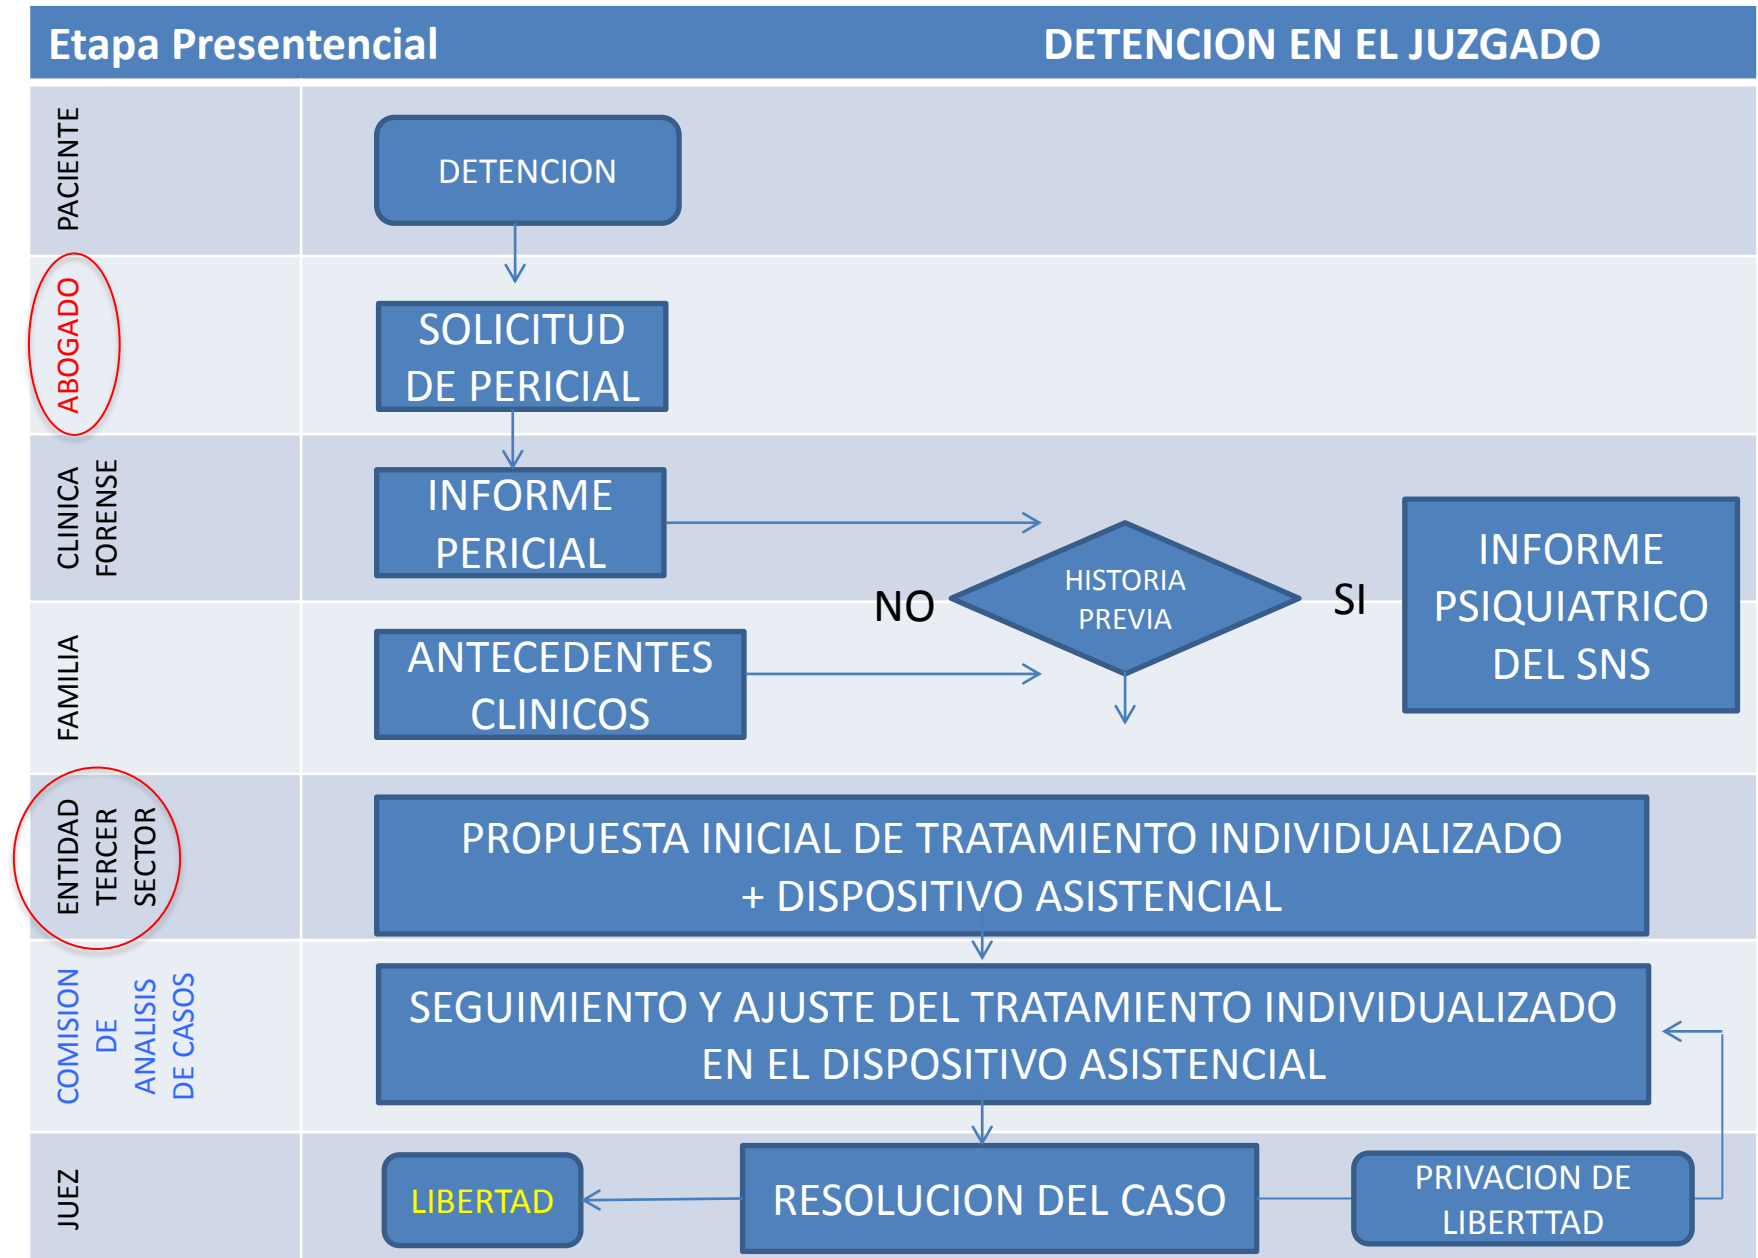 Etapa Presentencial
DETENCION EN EL JUZGADO
PACIENTE
DETENCION
ABOGADO
SOLICITUD
DE PERICIAL
CLINICA
FORENSE
INFORME
PERICIAL
HISTORIA
PREVIA
NO
SI
INFORME
PSIQUIATRICO
DEL SNS
FAMILIA
ANTECEDENTES
CLINICOS
ENTIDAD
TERCER
SECTOR
PROPUESTA INICIAL DE TRATAMIENTO INDIVIDUALIZADO
+ DISPOSITIVO ASISTENCIAL
COMISION
DE
ANALISIS
DE CASOS
SEGUIMIENTO Y AJUSTE DEL TRATAMIENTO INDIVIDUALIZADO
EN EL DISPOSITIVO ASISTENCIAL
JUEZ
LIBERTAD
RESOLUCION DEL CASO
PRIVACION DE
LIBERTTAD